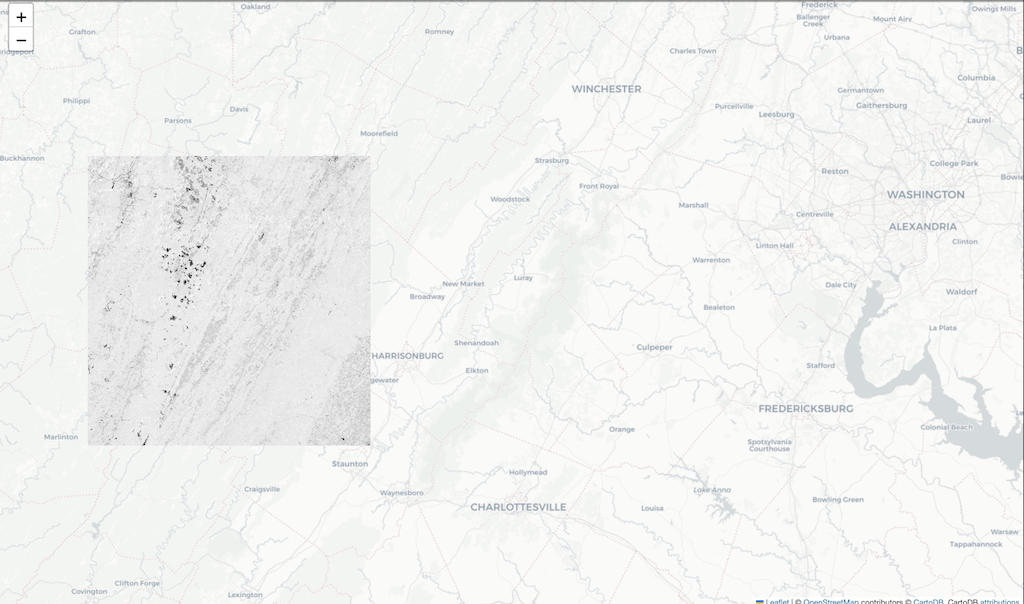 +
−
Oakland
Frederick
Owings Mills
Grafton
Romney
Ballenger
Creek
Mount Airy
Urbana
Charles Town
Columbia
WINCHESTER
Germantown
Philippi
Davis
Purcellville
Gaithersburg
Leesburg
Parsons
Laurel
Moorefield
Buckhannon
Strasburg
College Park
Reston
Bowie
Front Royal
WASHINGTON
Woodstock
Marshall
Centreville
ALEXANDRIA
Linton Hall
Clinton
Warrenton
Luray
New Market
Dale City
Broadway
Waldorf
Bealeton
La Plata
Shenandoah
Culpeper
HARRISONBURG
Elkton
Stafford
gewater
FREDERICKSBURG
Orange
Colonial Beach
Marlinton
Spotsylvania
Courthouse
Staunton
Hollymead
Craigsville
Waynesboro
Lake Anna
Bowling Green
CHARLOTTESVILLE
Louisa
Warsaw
Tappahannock
Clifton Forge
Covington
Lexington
Leaflet | © OpenStreetMap contributors © CartoDB, CartoDB attributions